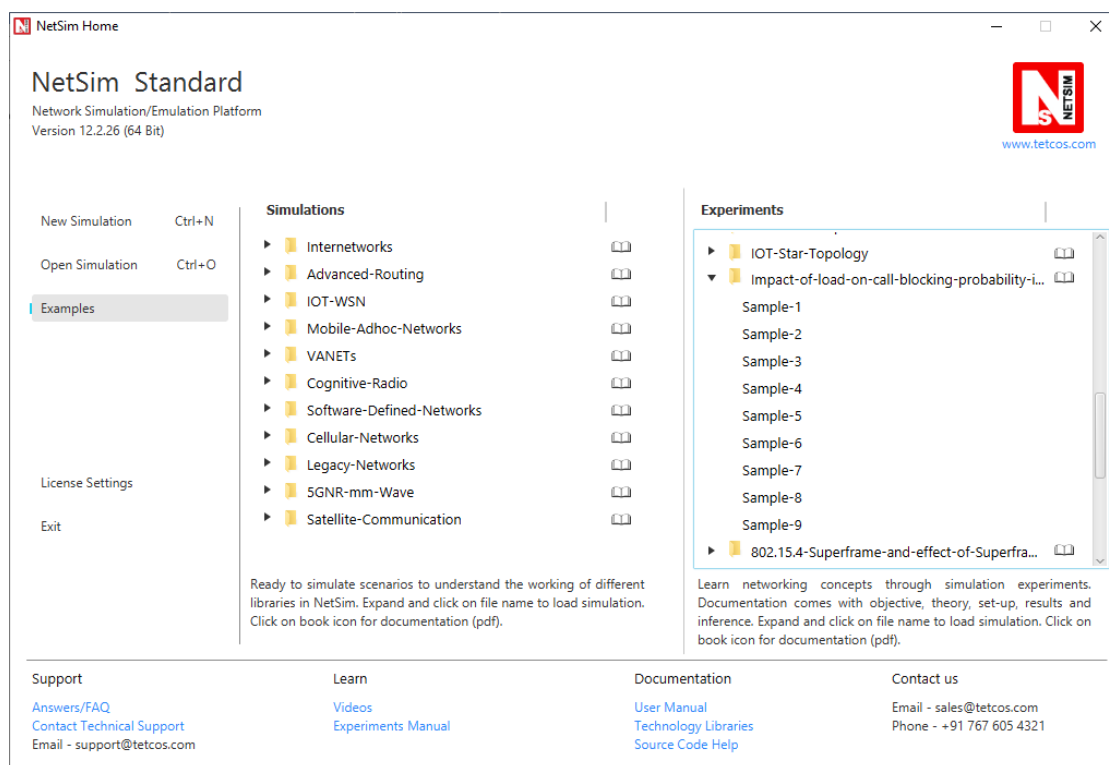 NetSim Home
NetSim Standard
Network Simulation/Emulation Platform
Version 12.2.26 (64 Bit)
NETSIM
www.tetcos.com
New Simulation Ctrl+N
Open Simulation Ctrl+O
Examples
License Settings
Exit
Simulations
Internetworks
Advanced-Routing
IOT-WSN
Mobile-Adhoc-Networks
VANETs
Cognitive-Radio
Software-Defined-Networks
Cellular-Networks
Legacy-Networks
5GNR-mm-Wave
Satellite-Communication
Ready to simulate scenarios to understand the working of different
libraries in NetSim. Expand and click on file name to load simulation.
Click on book icon for documentation (pdf).
Experiments
IOT-Star-Topology
Impact-of-load-on-call-blocking-probability-i...
Sample-1
Sample-2
Sample-3
Sample-4
Sample-5
Sample-6
Sample-7
Sample-8
Sample-9
802.15.4-Superframe-and-effect-of-Superfra...
Learn networking concepts through simulation experiments.
Documentation comes with objective, theory, set-up, results and
inference. Expand and click on file name to load simulation. Click on
book icon for documentation (pdf).
Support
Answers/FAQ
Contact Technical Support
Email - support@tetcos.com
Learn
Videos
Experiments Manual
Documentation
User Manual
Technology Libraries
Source Code Help
Contact us
Email - sales@tetcos.com
Phone - +91 767 605 4321